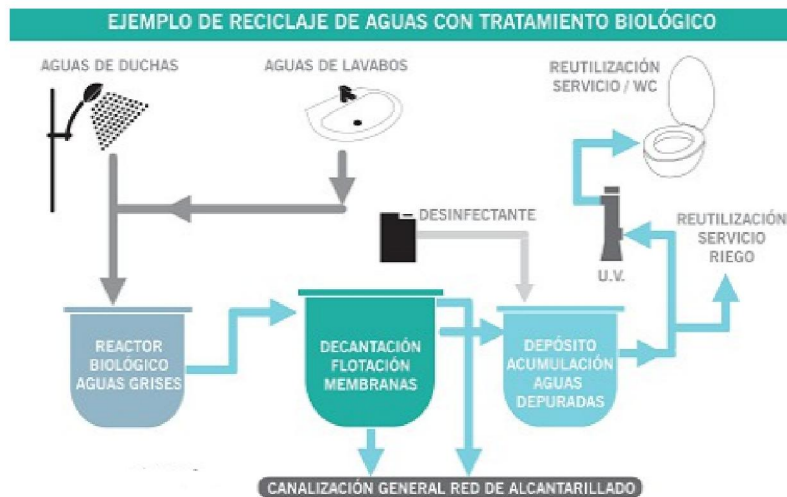 EJEMPLO DE RECICLAJE DE AGUAS CON TRATAMIENTO BIOLÓGICO
AGUAS DE DUCHAS
AGUAS DE LAVABOS
REUTILIZACIÓN
SERVICIO / WC
DESINFECTANTE
U.V.
REUTILIZACIÓN
SERVICIO
RIEGO
REACTOR
BIOLÓGICO
AGUAS GRISES
DECANTACIÓN
FLOTACIÓN
MEMBRANAS
DEPÓSITO
ACUMULACIÓN
AGUAS
DEPURADAS
CANALIZACIÓN GENERAL RED DE ALCANTARILLADO